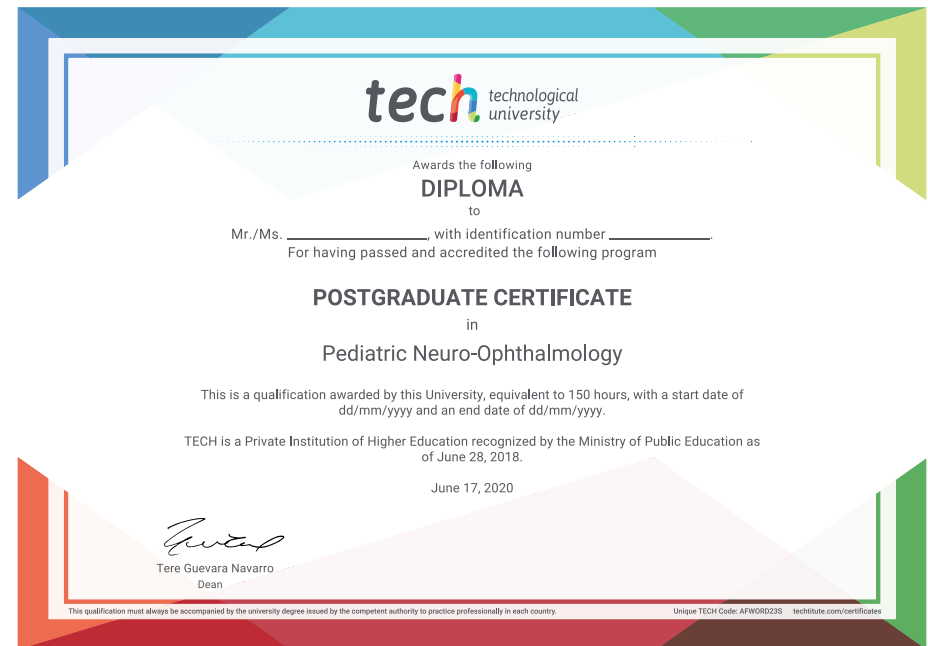 tech technological
university
Awards the following
DIPLOMA
to
Mr./Ms. ____________________, with identification number ______________.
For having passed and accredited the following program
POSTGRADUATE CERTIFICATE
in
Pediatric Neuro-Ophthalmology
This is a qualification awarded by this University, equivalent to 150 hours, with a start date of
dd/mm/yyyy and an end date of dd/mm/yyyy.
TECH is a Private Institution of Higher Education recognized by the Ministry of Public Education as
of June 28, 2018.
June 17, 2020
Tere Guevara Navarro
Dean
This qualification must always be accompanied by the university degree issued by the competent authority to practice professionally in each country.
Unique TECH Code: AFWORD23S techtitute.com/certificates